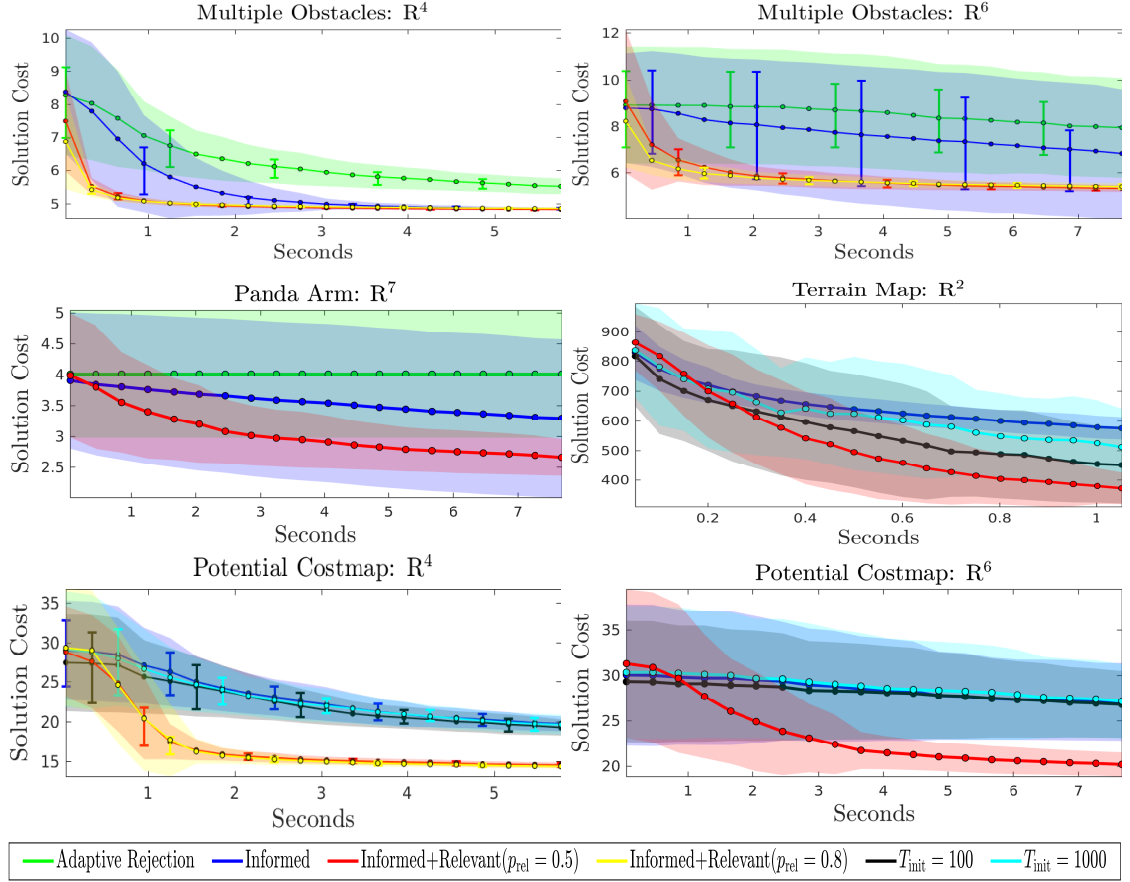 Multiple Obstacles: R⁴
Solution Cost
10
9
8
7
6
5
1 2 3 4 5
Seconds
Multiple Obstacles: R⁶
Solution Cost
12
10
8
6
1 2 3 4 5 6 7
Seconds
Panda Arm: R⁷
Solution Cost
5
4.5
4
3.5
3
2.5
1 2 3 4 5 6 7
Seconds
Terrain Map: R²
Solution Cost
900
800
700
600
500
400
0.2 0.4 0.6 0.8 1
Seconds
Potential Costmap: R⁴
Solution Cost
35
30
25
20
15
1 2 3 4 5
Seconds
Potential Costmap: R⁶
Solution Cost
35
30
25
20
1 2 3 4 5 6 7
Seconds
Adaptive Rejection Informed Informed+Relevant(p_rel = 0.5) Informed+Relevant(p_rel = 0.8) T_init = 100 T_init = 1000